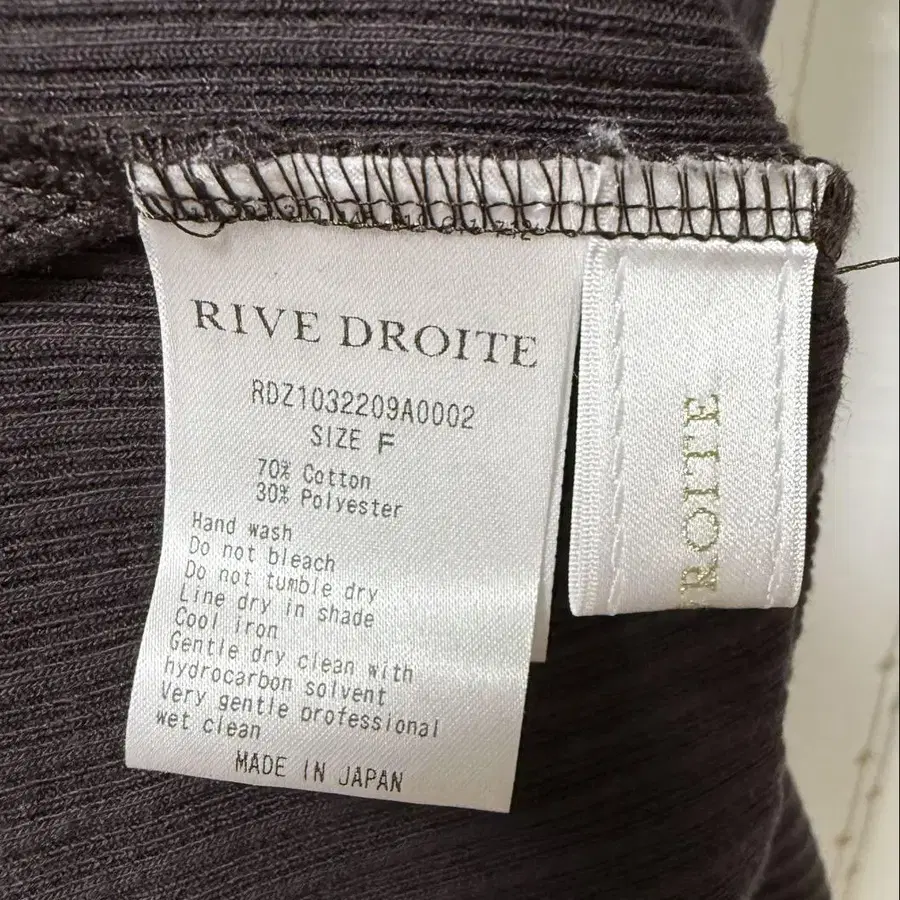 RIVE DROITE
RDZ1032209A0002
SIZE F
70% Cotton
30% Polyester
Hand wash
Do not bleach
Do not tumble dry
Line dry in shade
Cool iron
Gentle dry clean with
hydrocarbon solvent
Very gentle professional
wet clean
MADE IN JAPAN
ROITE